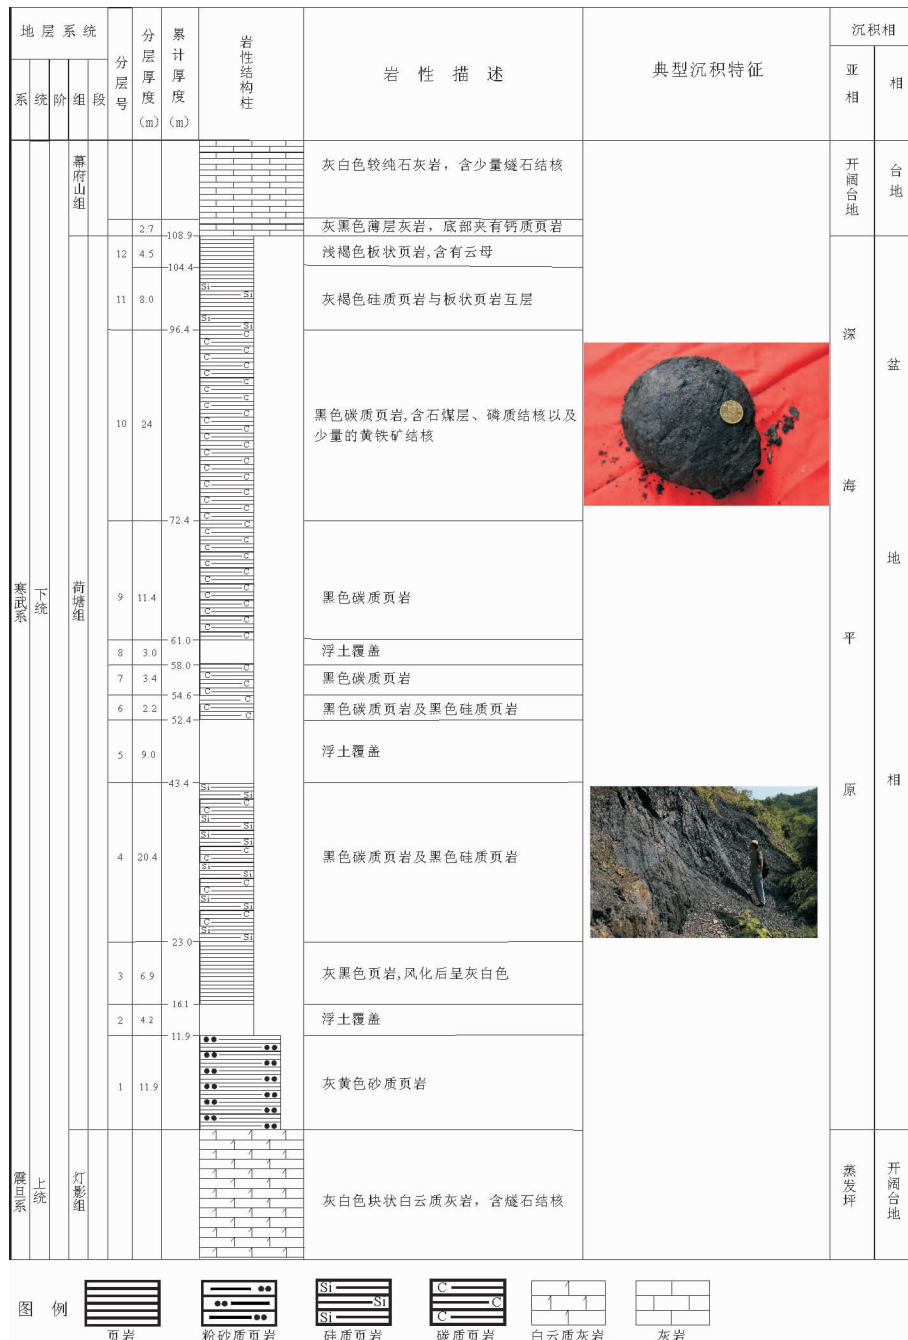 地层系统
系
统
阶
组
段
分层号
分层厚度(m)
累计厚度(m)
岩性结构柱
岩 性 描 述
典型沉积特征
沉积相
亚相
相
寒武系
下统
幕府山组
灰白色较纯石灰岩，含少量燧石结核
开阔台地
台地
2.7
灰黑色薄层灰岩，底部夹有钙质页岩
108.9
荷塘组
12
4.5
浅褐色板状页岩,含有云母
104.4
11
8.0
灰褐色硅质页岩与板状页岩互层
96.4
10
24
黑色碳质页岩,含石煤层、磷质结核以及
少量的黄铁矿结核
72.4
9
11.4
黑色碳质页岩
61.0
8
3.0
浮土覆盖
58.0
7
3.4
黑色碳质页岩
54.6
6
2.2
黑色碳质页岩及黑色硅质页岩
52.4
5
9.0
浮土覆盖
43.4
4
20.4
黑色碳质页岩及黑色硅质页岩
23.0
3
6.9
灰黑色页岩,风化后呈灰白色
16.1
2
4.2
浮土覆盖
11.9
1
11.9
灰黄色砂质页岩
深海平原
盆地相
震旦系
上统
灯影组
灰白色块状白云质灰岩，含燧石结核
蒸发坪
开阔台地
图 例
Si
Si
Si
C
C
C
页岩
粉砂质页岩
硅质页岩
碳质页岩
白云质灰岩
灰岩